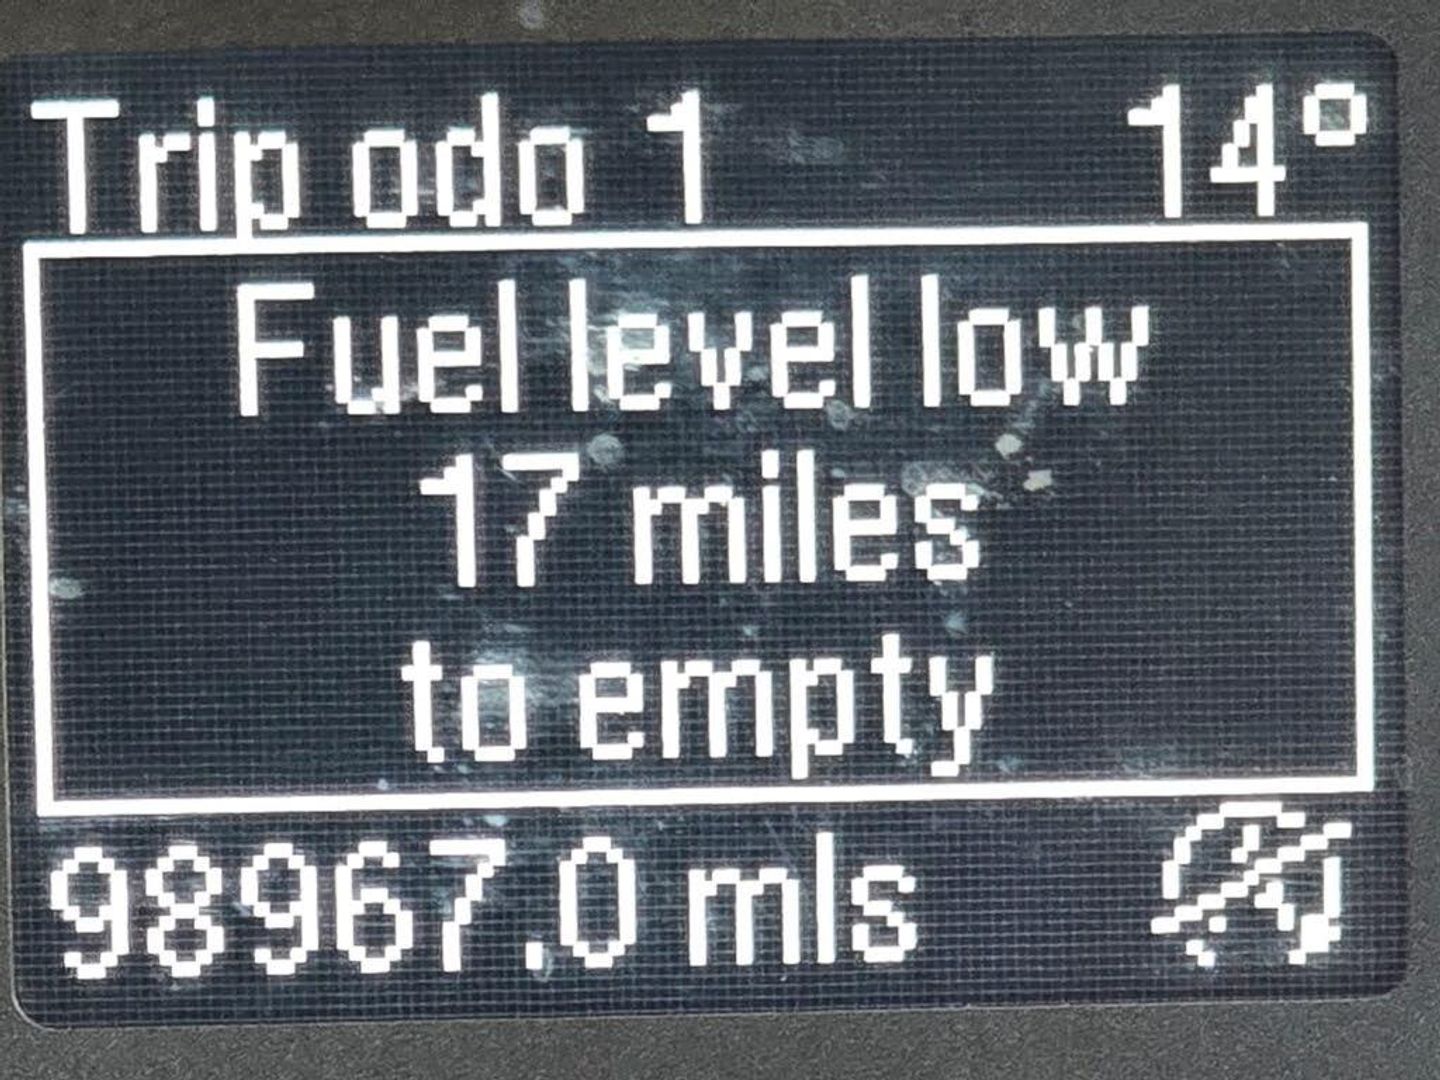 Trip odo 1 14°
Fuel level low
17 miles
to empty
98967.0 mls